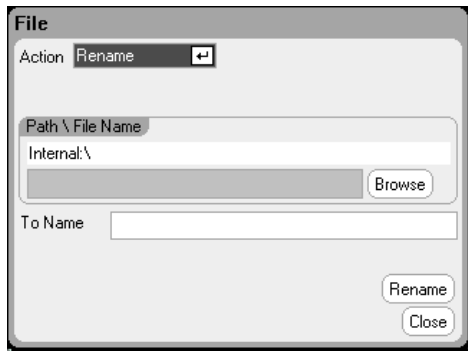 File
Action Rename
Path \ File Name
Internal:\
Browse
To Name
Rename
Close